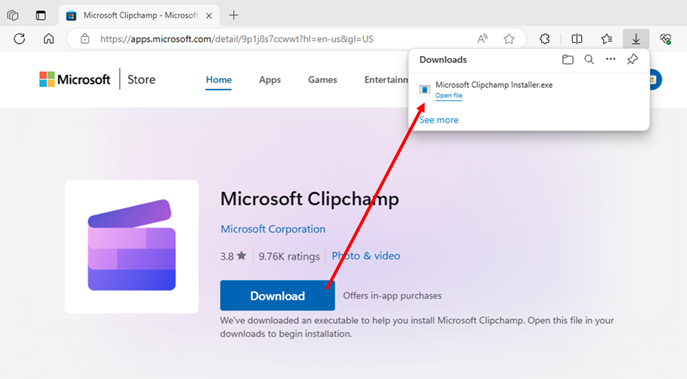 Microsoft Clipchamp - Microsoft
https://apps.microsoft.com/detail/9p1j8s7ccwwt?hl=en-us&gl=US
Downloads
Microsoft Clipchamp Installer.exe
Open file
See more
Microsoft | Store
Home
Apps
Games
Entertainm
Microsoft Clipchamp
Microsoft Corporation
3.8 ★ | 9.76K ratings | Photo & video
Download
Offers in-app purchases
We've downloaded an executable to help you install Microsoft Clipchamp. Open this file in your
downloads to begin installation.